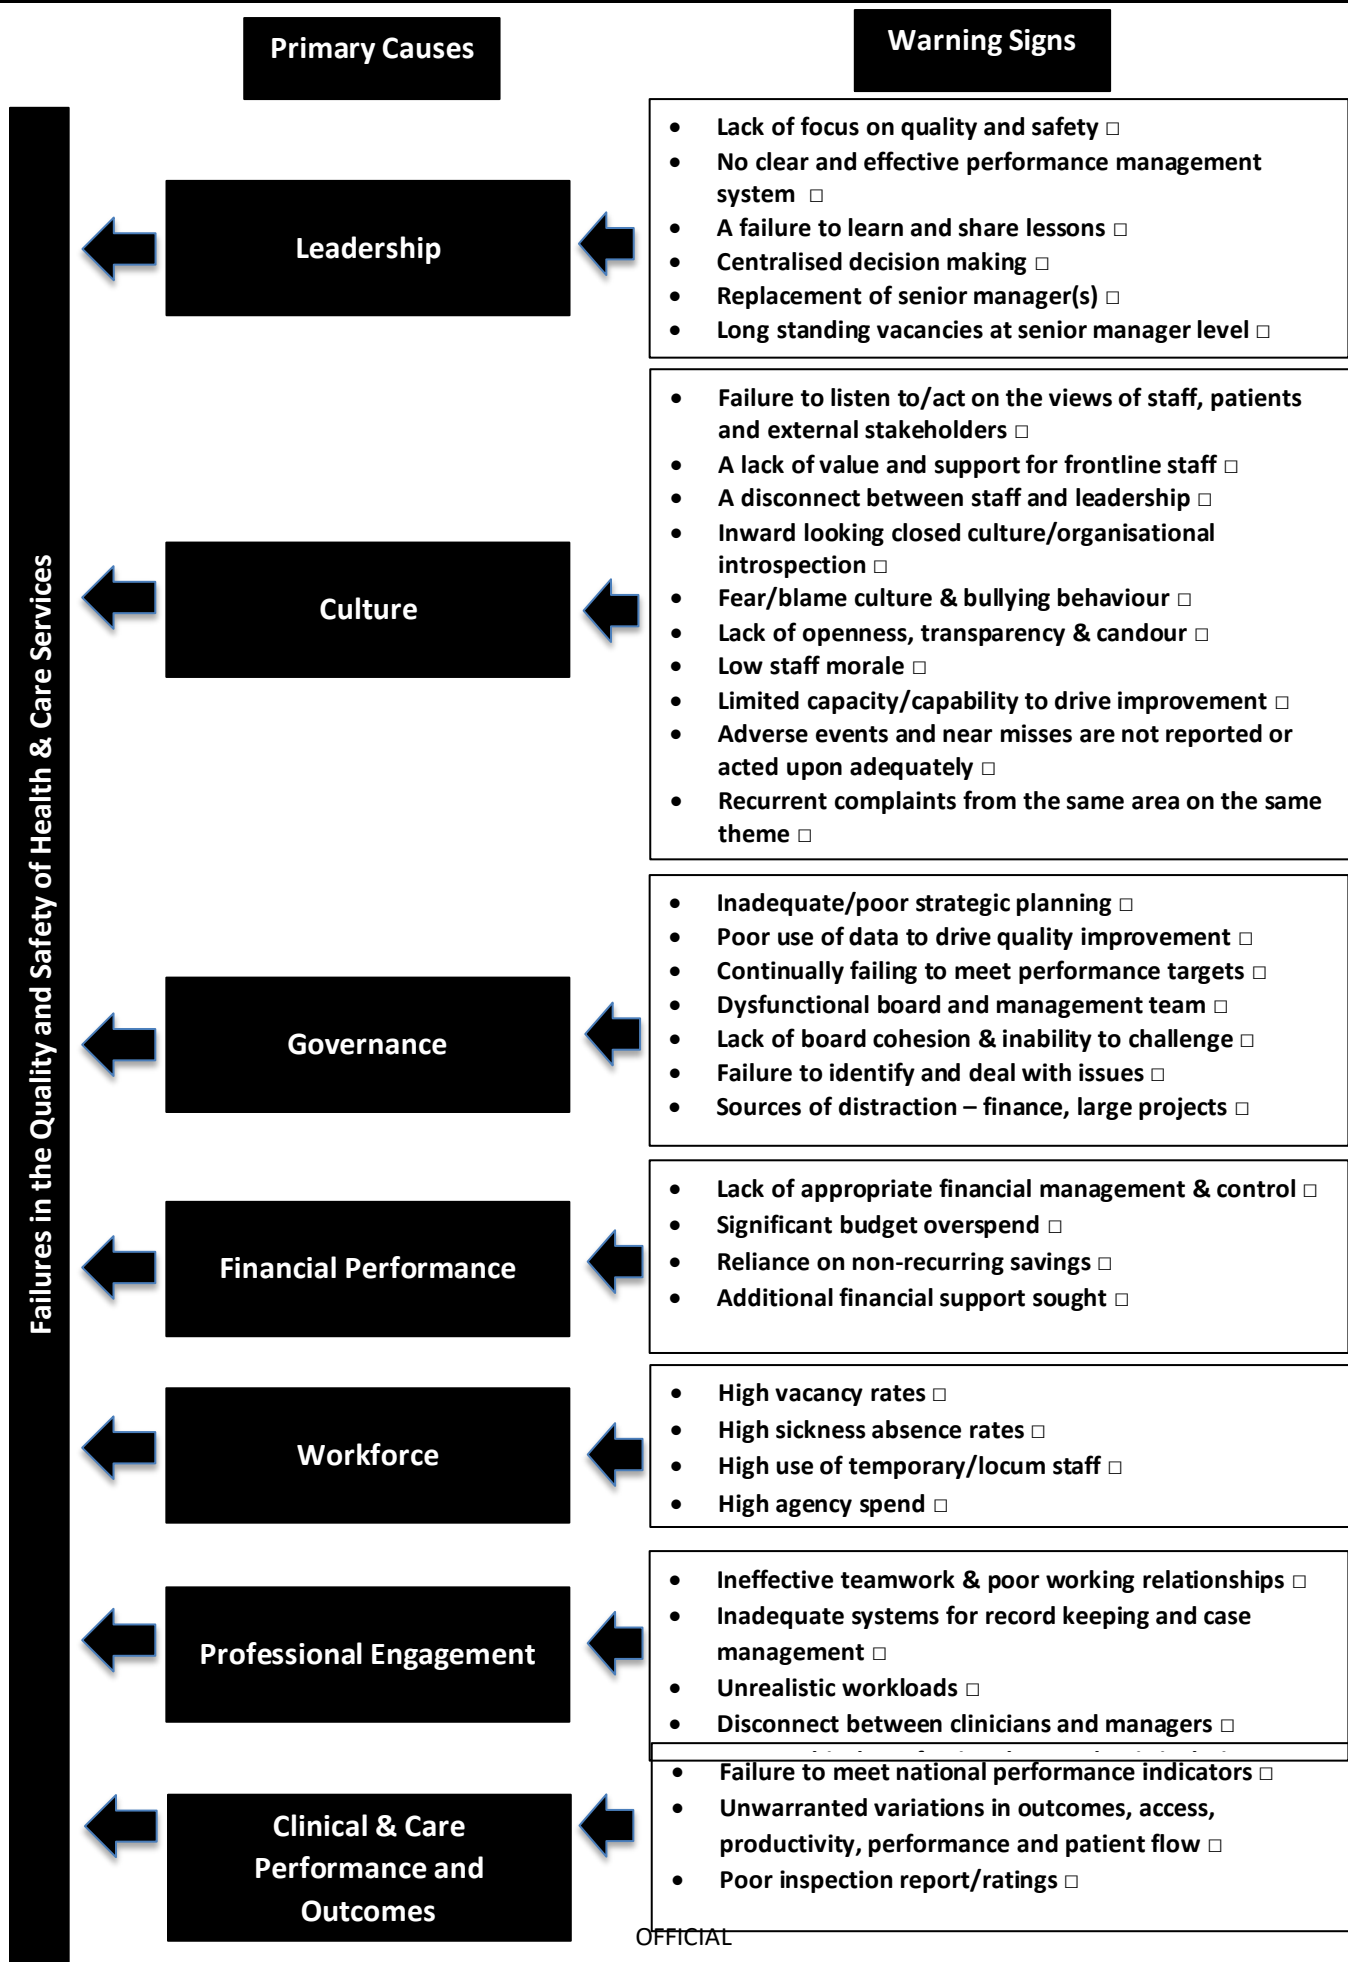 Primary Causes
Warning Signs
Failures in the Quality and Safety of Health & Care Services
Leadership
• Lack of focus on quality and safety □
• No clear and effective performance management
system □
• A failure to learn and share lessons □
• Centralised decision making □
• Replacement of senior manager(s) □
• Long standing vacancies at senior manager level □
Culture
• Failure to listen to/act on the views of staff, patients
and external stakeholders □
• A lack of value and support for frontline staff □
• A disconnect between staff and leadership □
• Inward looking closed culture/organisational
introspection □
• Fear/blame culture & bullying behaviour □
• Lack of openness, transparency & candour □
• Low staff morale □
• Limited capacity/capability to drive improvement □
• Adverse events and near misses are not reported or
acted upon adequately □
• Recurrent complaints from the same area on the same
theme □
Governance
• Inadequate/poor strategic planning □
• Poor use of data to drive quality improvement □
• Continually failing to meet performance targets □
• Dysfunctional board and management team □
• Lack of board cohesion & inability to challenge □
• Failure to identify and deal with issues □
• Sources of distraction – finance, large projects □
Financial Performance
• Lack of appropriate financial management & control □
• Significant budget overspend □
• Reliance on non-recurring savings □
• Additional financial support sought □
Workforce
• High vacancy rates □
• High sickness absence rates □
• High use of temporary/locum staff □
• High agency spend □
Professional Engagement
• Ineffective teamwork & poor working relationships □
• Inadequate systems for record keeping and case
management □
• Unrealistic workloads □
• Disconnect between clinicians and managers □
Clinical & Care
Performance and
Outcomes
• Failure to meet national performance indicators □
• Unwarranted variations in outcomes, access,
productivity, performance and patient flow □
• Poor inspection report/ratings □
OFFICIAL